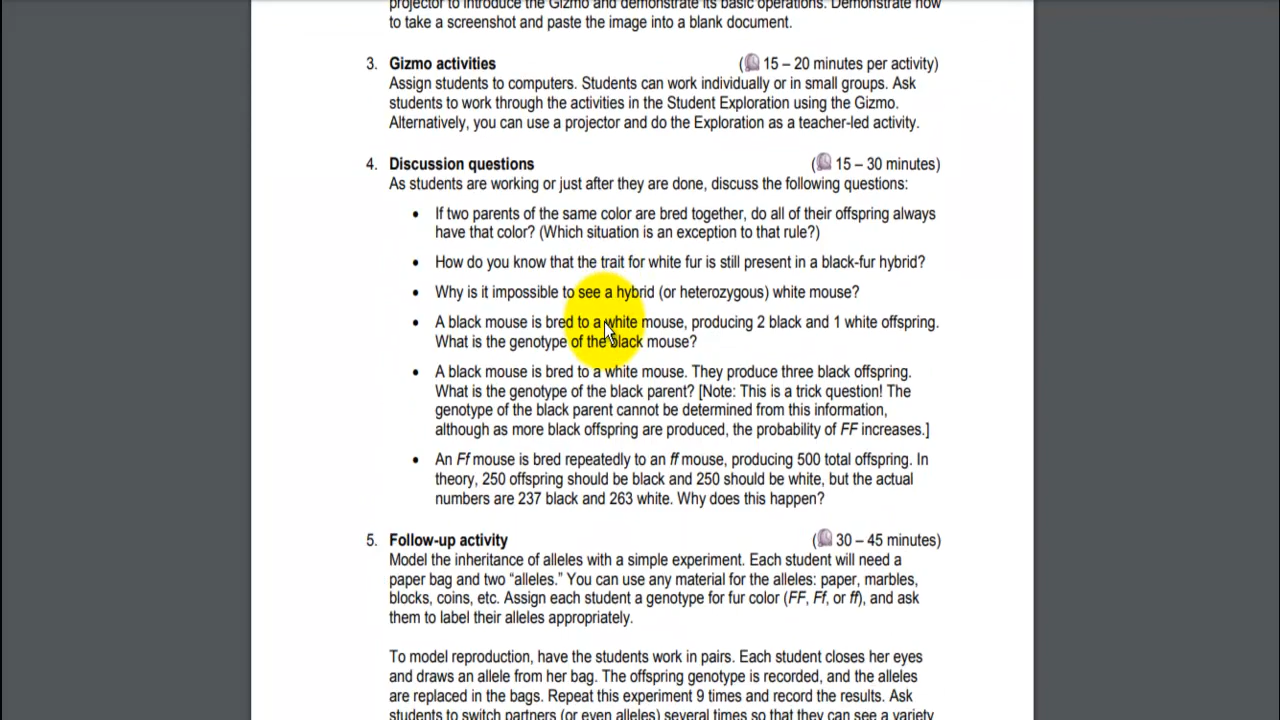 projector to introduce the Gizmo and demonstrate its basic operations. Demonstrate how
to take a screenshot and paste the image into a blank document.
3. Gizmo activities ( 15 – 20 minutes per activity)
Assign students to computers. Students can work individually or in small groups. Ask
students to work through the activities in the Student Exploration using the Gizmo.
Alternatively, you can use a projector and do the Exploration as a teacher-led activity.
4. Discussion questions ( 15 – 30 minutes)
As students are working or just after they are done, discuss the following questions:
• If two parents of the same color are bred together, do all of their offspring always
have that color? (Which situation is an exception to that rule?)
• How do you know that the trait for white fur is still present in a black-fur hybrid?
• Why is it impossible to see a hybrid (or heterozygous) white mouse?
• A black mouse is bred to a white mouse, producing 2 black and 1 white offspring.
What is the genotype of the black mouse?
• A black mouse is bred to a white mouse. They produce three black offspring.
What is the genotype of the black parent? [Note: This is a trick question! The
genotype of the black parent cannot be determined from this information,
although as more black offspring are produced, the probability of FF increases.]
• An Ff mouse is bred repeatedly to an ff mouse, producing 500 total offspring. In
theory, 250 offspring should be black and 250 should be white, but the actual
numbers are 237 black and 263 white. Why does this happen?
5. Follow-up activity ( 30 – 45 minutes)
Model the inheritance of alleles with a simple experiment. Each student will need a
paper bag and two “alleles.” You can use any material for the alleles: paper, marbles,
blocks, coins, etc. Assign each student a genotype for fur color (FF, Ff, or ff), and ask
them to label their alleles appropriately.
To model reproduction, have the students work in pairs. Each student closes her eyes
and draws an allele from her bag. The offspring genotype is recorded, and the alleles
are replaced in the bags. Repeat this experiment 9 times and record the results. Ask
students to switch partners (or even alleles) several times so that they can see a variety